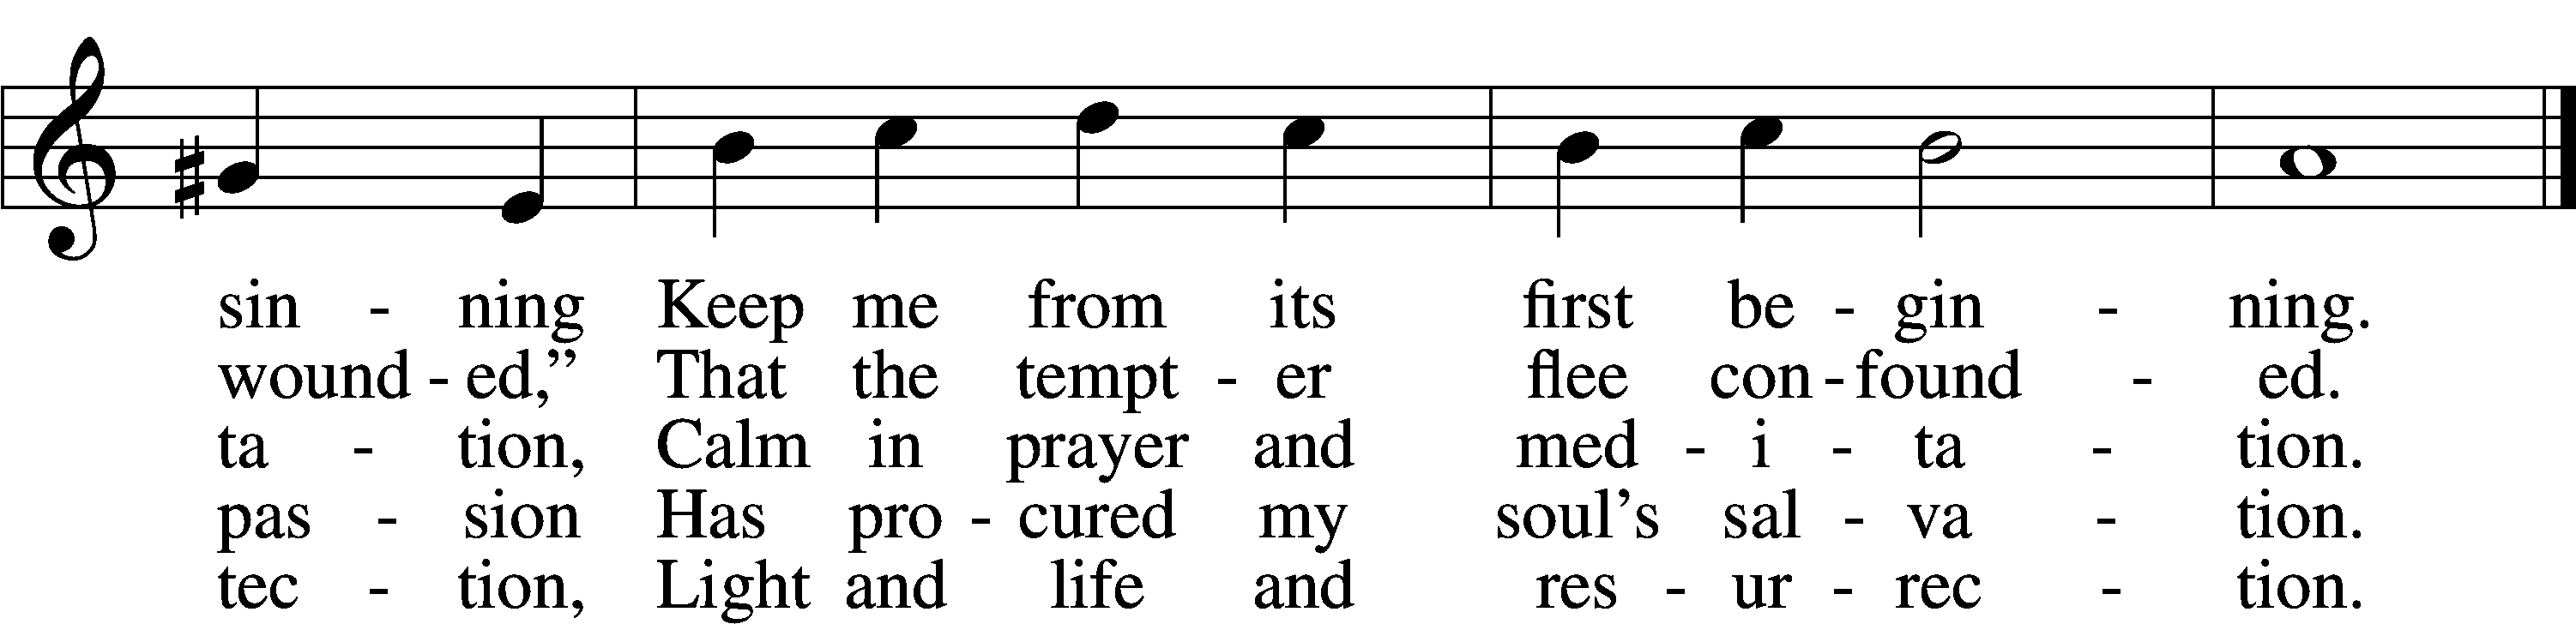 sin - ning Keep me from its first be - gin - ning.
wound - ed,” That the tempt - er flee con - found - ed.
ta - tion, Calm in prayer and med - i - ta - tion.
pas - sion Has pro - cured my soul’s sal - va - tion.
tec - tion, Light and life and res - ur - rec - tion.